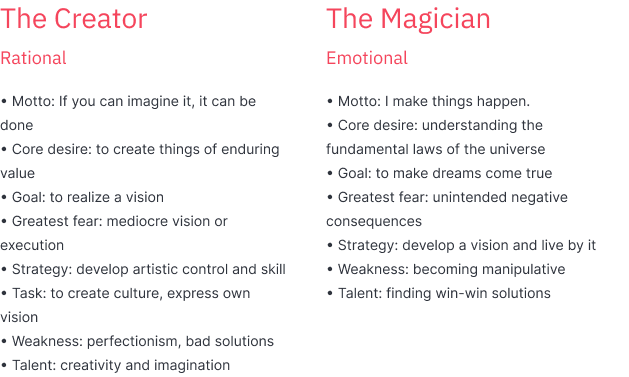 The Creator
Rational
• Motto: If you can imagine it, it can be
done
• Core desire: to create things of enduring
value
• Goal: to realize a vision
• Greatest fear: mediocre vision or
execution
• Strategy: develop artistic control and skill
• Task: to create culture, express own
vision
• Weakness: perfectionism, bad solutions
• Talent: creativity and imagination
The Magician
Emotional
• Motto: I make things happen.
• Core desire: understanding the
fundamental laws of the universe
• Goal: to make dreams come true
• Greatest fear: unintended negative
consequences
• Strategy: develop a vision and live by it
• Weakness: becoming manipulative
• Talent: finding win-win solutions